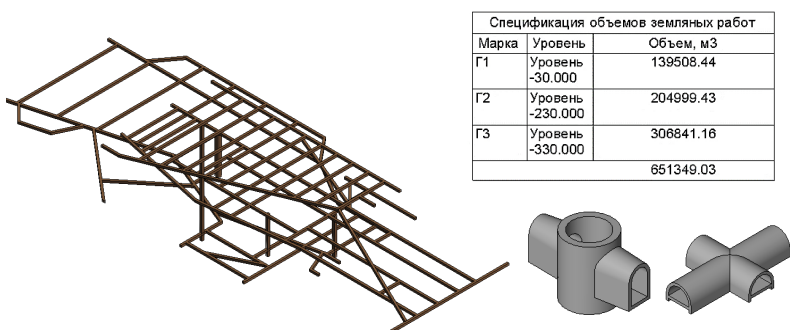 Спецификация объемов земляных работ
Марка Уровень Объем, м3
Г1 Уровень 139508.44
-30.000
Г2 Уровень 204999.43
-230.000
Г3 Уровень 306841.16
-330.000
651349.03